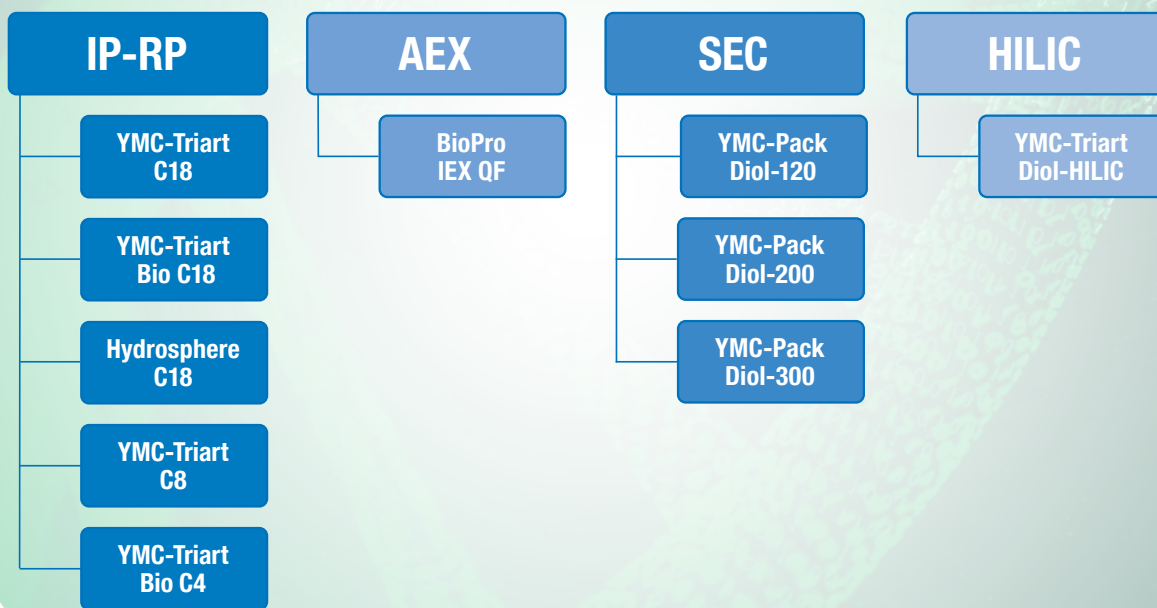 IP-RP
YMC-Triart
C18
YMC-Triart
Bio C18
Hydrosphere
C18
YMC-Triart
C8
YMC-Triart
Bio C4
AEX
BioPro
IEX QF
SEC
YMC-Pack
Diol-120
YMC-Pack
Diol-200
YMC-Pack
Diol-300
HILIC
YMC-Triart
Diol-HILIC